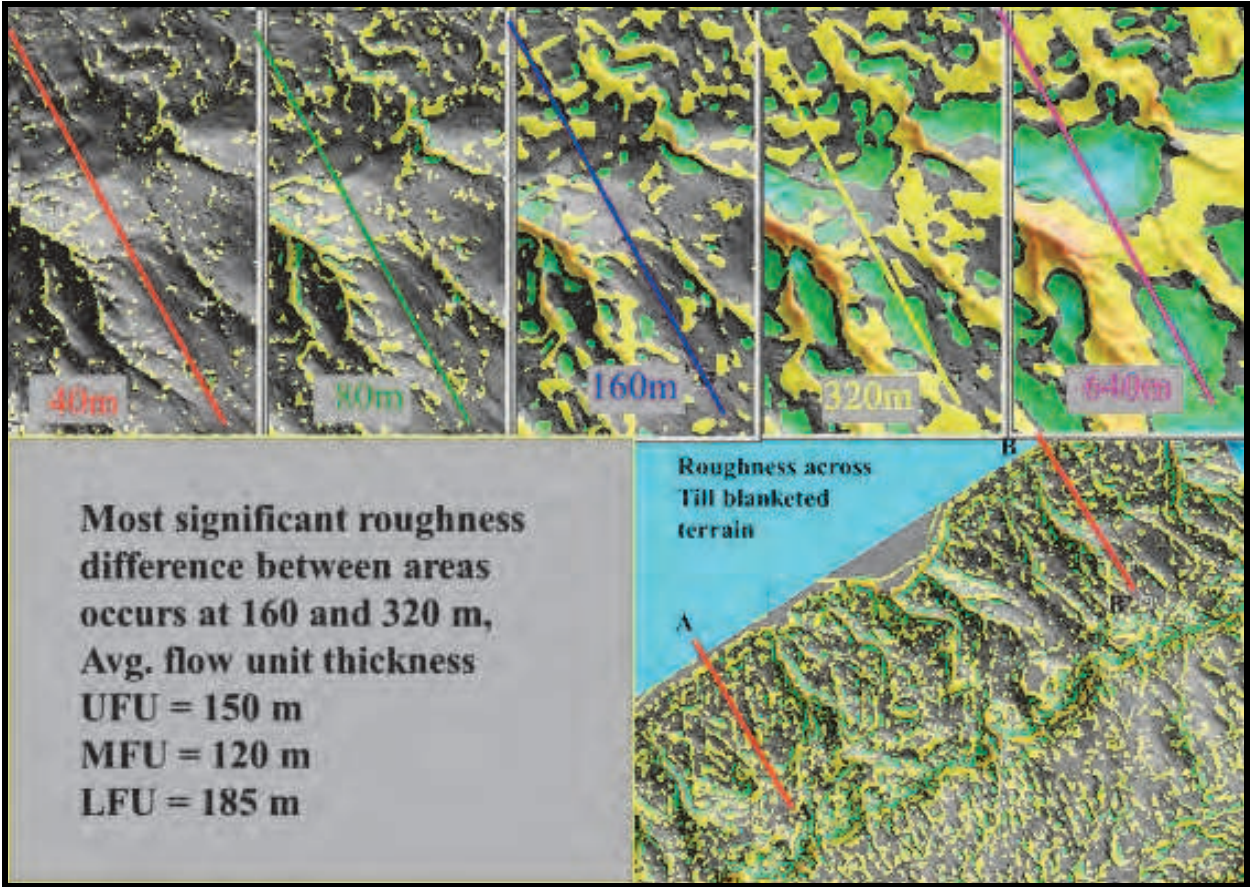 40m
80m
160m
320m
640m
Most significant roughness
difference between areas
occurs at 160 and 320 m,
Avg. flow unit thickness
UFU = 150 m
MFU = 120 m
LFU = 185 m
Roughness across
Till blanketed
terrain
B
A